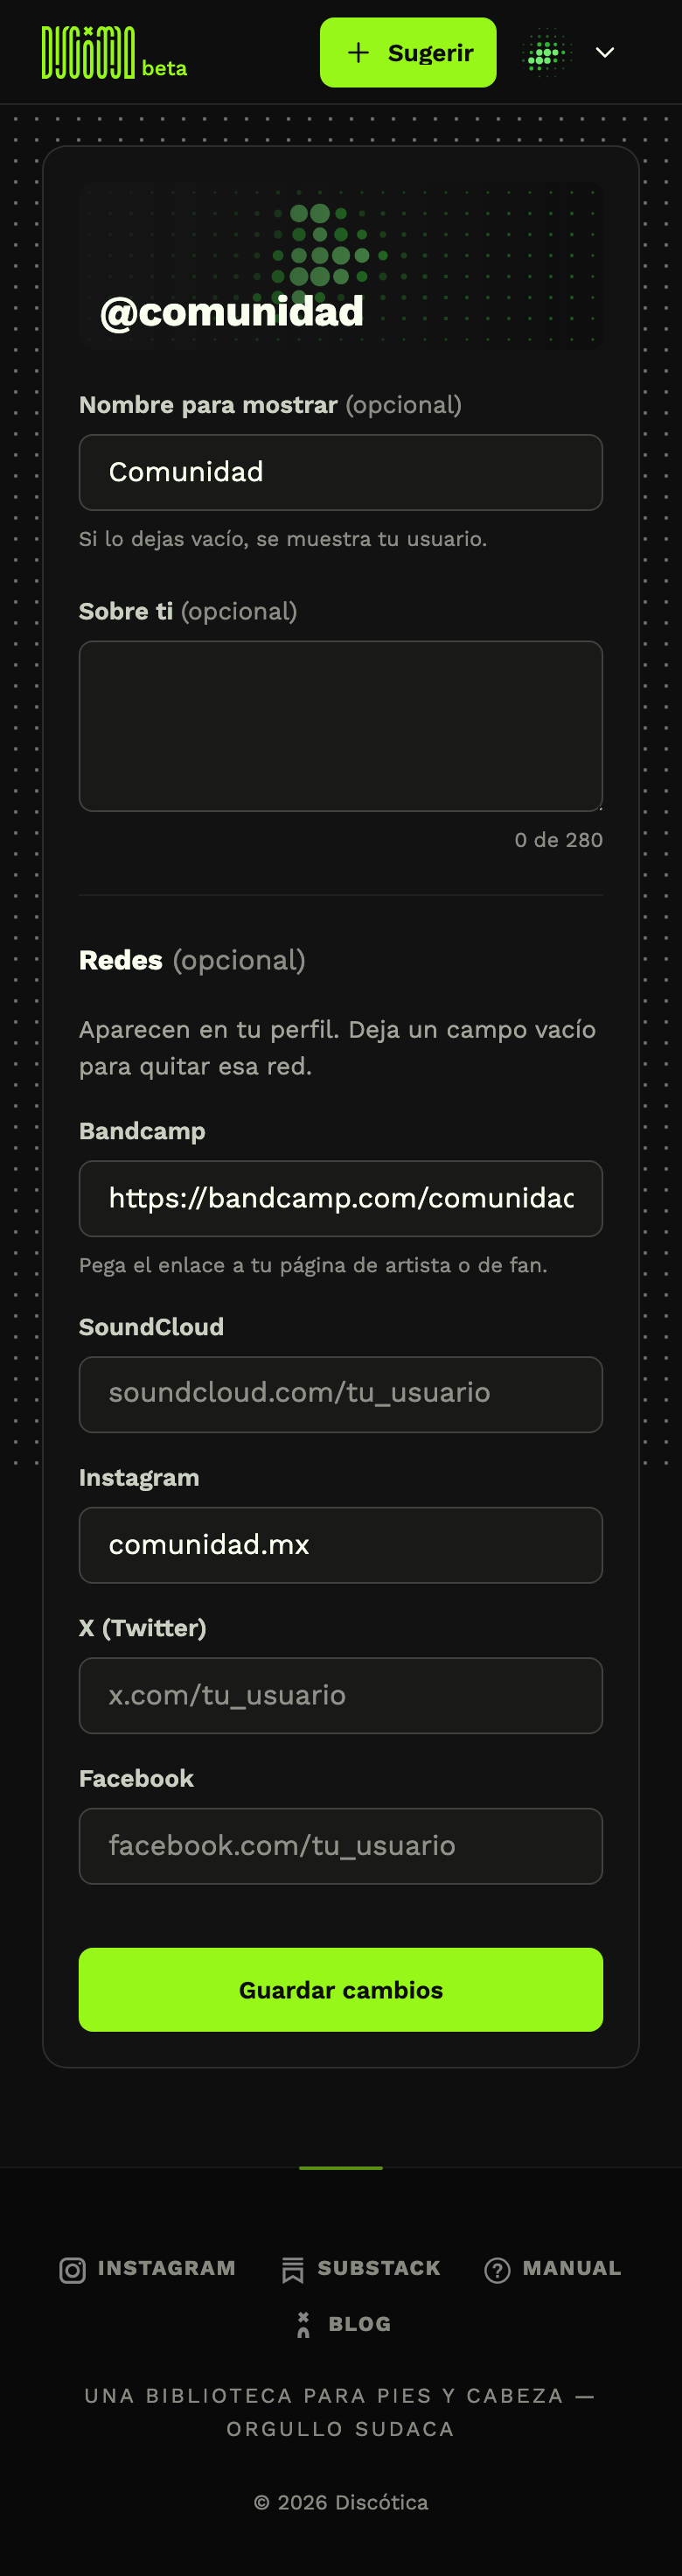 beta
Sugerir
@comunidad
Nombre para mostrar (opcional)
Comunidad
Si lo dejas vacío, se muestra tu usuario.
Sobre ti (opcional)
0 de 280
Redes (opcional)
Aparecen en tu perfil. Deja un campo vacío
para quitar esa red.
Bandcamp
https://bandcamp.com/comunidad
Pega el enlace a tu página de artista o de fan.
SoundCloud
soundcloud.com/tu_usuario
Instagram
comunidad.mx
X (Twitter)
x.com/tu_usuario
Facebook
facebook.com/tu_usuario
Guardar cambios
INSTAGRAM
SUBSTACK
MANUAL
BLOG
UNA BIBLIOTECA PARA PIES Y CABEZA —
ORGULLO SUDACA
© 2026 Discótica